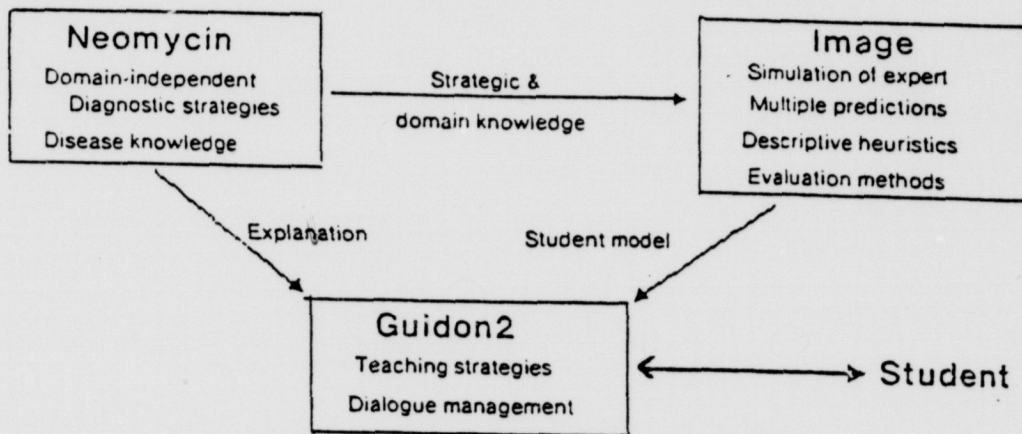 Neomycin
Domain-independent
Diagnostic strategies
Disease knowledge
Strategic &
domain knowledge
Image
Simulation of expert
Multiple predictions
Descriptive heuristics
Evaluation methods
Explanation
Student model
Guidon2
Teaching strategies
Dialogue management
Student